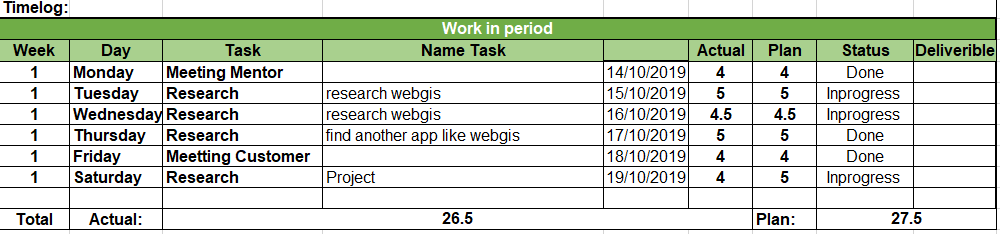 Timelog:
Work in period
Week Day Task Name Task Actual Plan Status Deliverible
1 Monday Meeting Mentor 14/10/2019 4 4 Done
1 Tuesday Research research webgis 15/10/2019 5 5 Inprogress
1 Wednesday Research research webgis 16/10/2019 4.5 4.5 Inprogress
1 Thursday Research find another app like webgis 17/10/2019 5 5 Done
1 Friday Meetting Customer 18/10/2019 4 4 Done
1 Saturday Research Project 19/10/2019 4 5 Inprogress
Total Actual: 26.5 Plan: 27.5